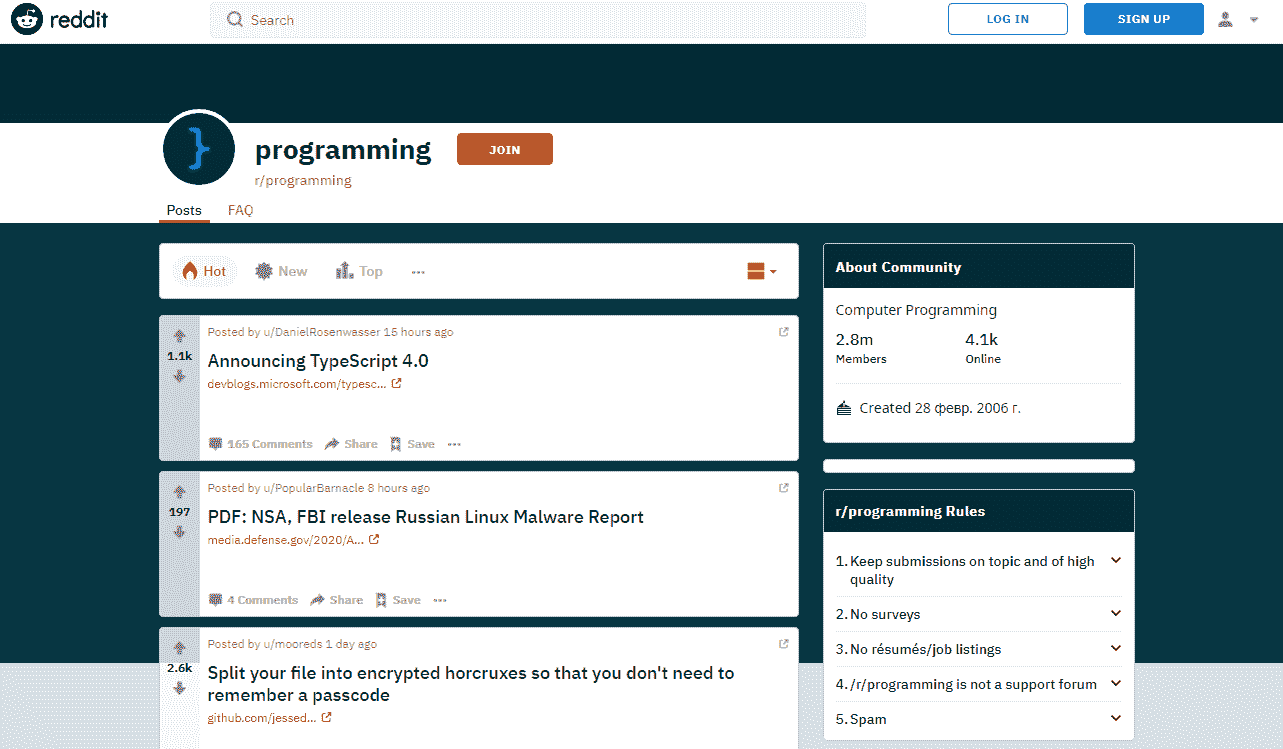 reddit
Search
LOG IN
SIGN UP
}
programming
JOIN
r/programming
Posts
FAQ
Hot
New
Top
Posted by u/DanielRosenwasser 15 hours ago
1.1k
Announcing TypeScript 4.0
devblogs.microsoft.com/typesc...
165 Comments
Share
Save
Posted by u/PopularBarnacle 8 hours ago
197
PDF: NSA, FBI release Russian Linux Malware Report
media.defense.gov/2020/A...
4 Comments
Share
Save
Posted by u/mooreds 1 day ago
2.6k
Split your file into encrypted horcruxes so that you don't need to
remember a passcode
github.com/jessed...
About Community
Computer Programming
2.8m
4.1k
Members
Online
Created 28 февр. 2006 г.
r/programming Rules
1. Keep submissions on topic and of high
quality
2. No surveys
3. No résumés/job listings
4. /r/programming is not a support forum
5. Spam